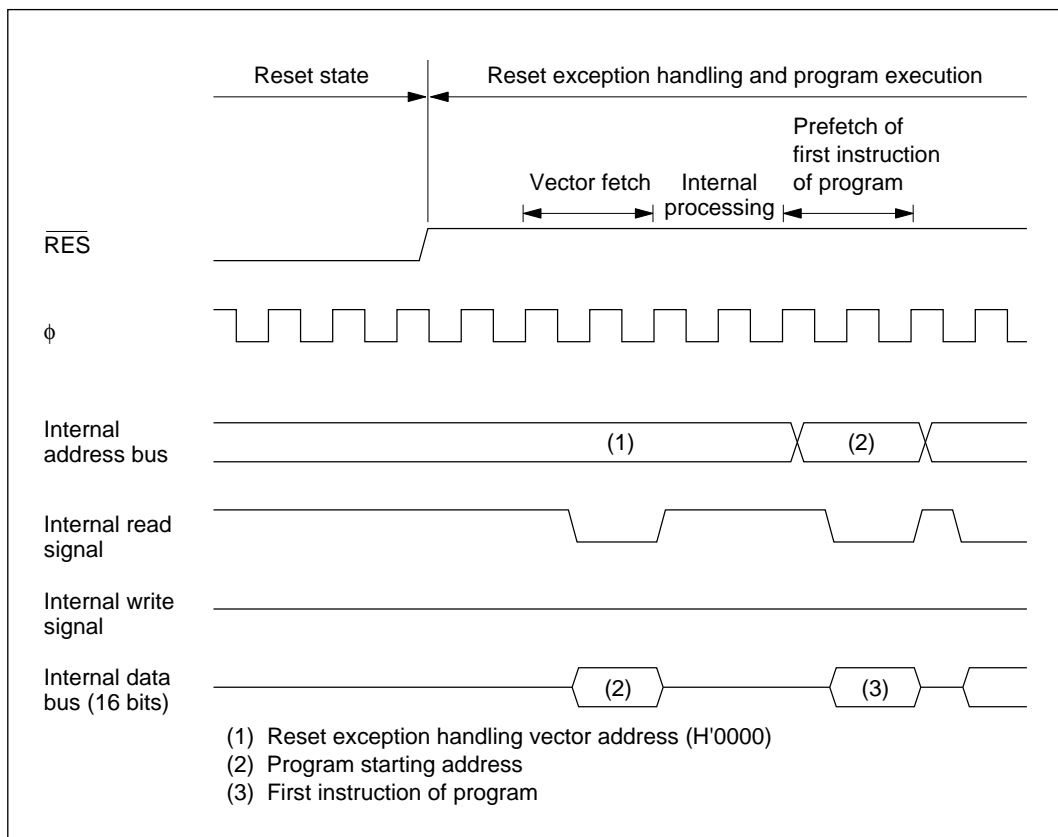 Reset state
Reset exception handling and program execution
Prefetch of
first instruction
of program
Vector fetch
Internal
processing
RES
ϕ
Internal
address bus
(1)
(2)
Internal read
signal
Internal write
signal
Internal data
bus (16 bits)
(2)
(3)
(1) Reset exception handling vector address (H'0000)
(2) Program starting address
(3) First instruction of program